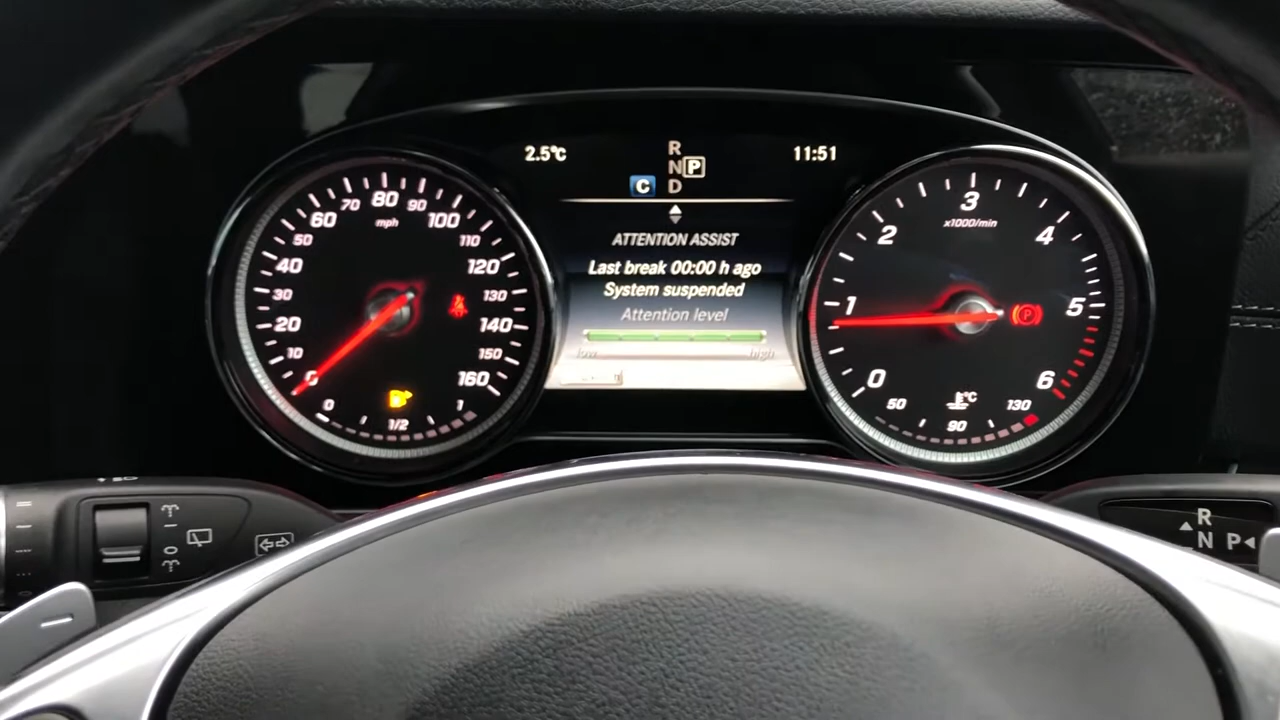 2.5°C
R
N P
C D
11:51
ATTENTION ASSIST
Last break 00:00 h ago
System suspended
Attention level
low high
0 10 20 30 40 50 60 70 80 90 100 110 120 130 140 150 160
mph
0 1/2 1
0 1 2 3 4 5 6
x1000/min
P
°C
50 90 130
R
N P